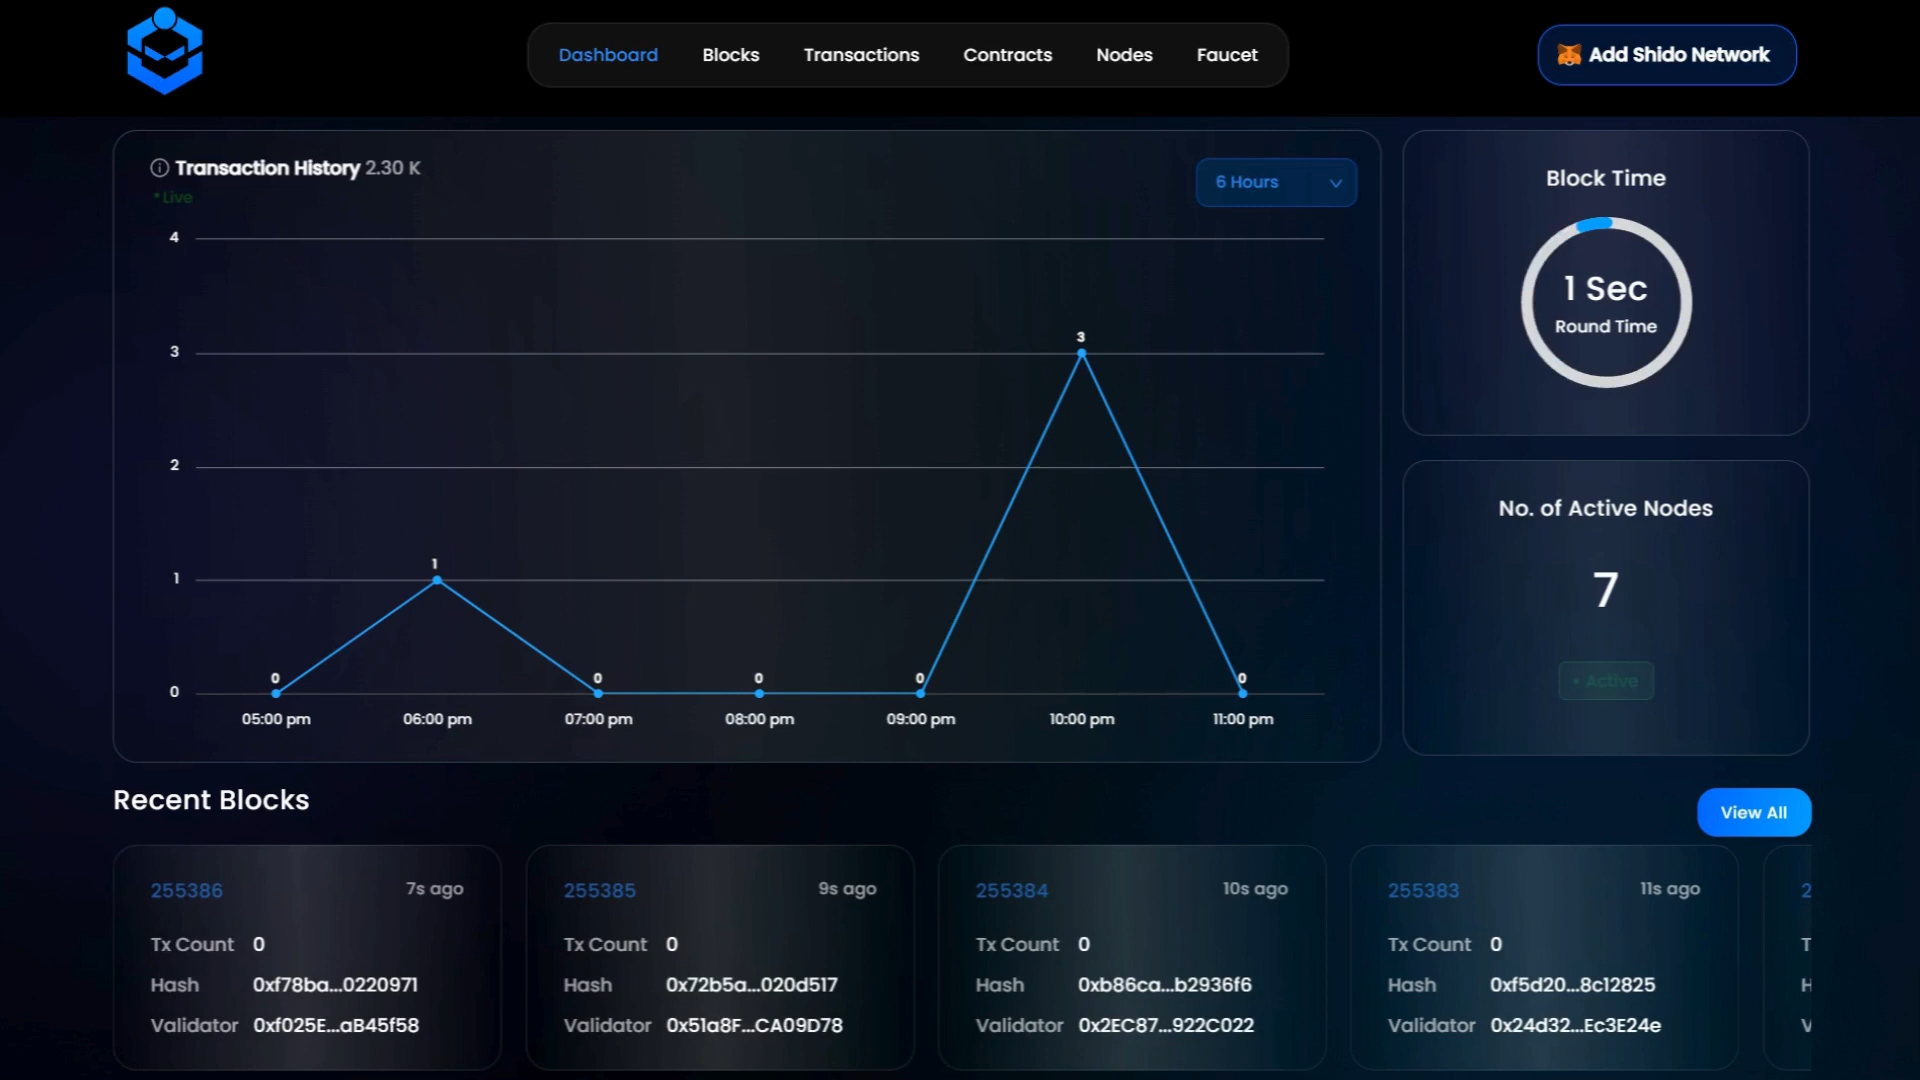 Dashboard
Blocks
Transactions
Contracts
Nodes
Faucet
Add Shido Network
Transaction History 2.30 K
• Live
6 Hours
4
3
2
1
0
0
1
0
0
0
3
0
05:00 pm
06:00 pm
07:00 pm
08:00 pm
09:00 pm
10:00 pm
11:00 pm
Block Time
1 Sec
Round Time
No. of Active Nodes
7
• Active
Recent Blocks
View All
255386 7s ago
Tx Count 0
Hash 0xf78ba...0220971
Validator 0xf025E...aB45f58
255385 9s ago
Tx Count 0
Hash 0x72b5a...020d517
Validator 0x51a8F...CA09D78
255384 10s ago
Tx Count 0
Hash 0xb86ca...b2936f6
Validator 0x2EC87...922C022
255383 11s ago
Tx Count 0
Hash 0xf5d20...8c12825
Validator 0x24d32...Ec3E24e
2
T
H
V